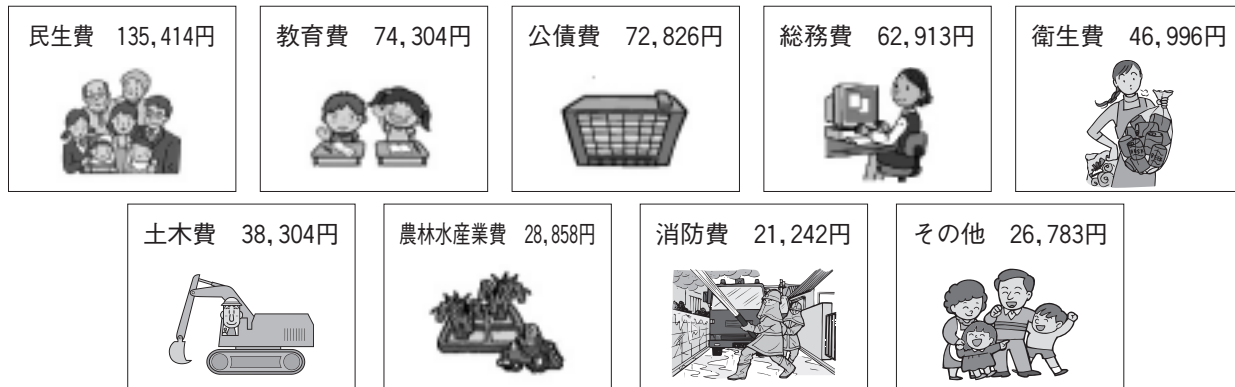 民生費　135,414円
教育費　74,304円
公債費　72,826円
総務費　62,913円
衛生費　46,996円
土木費　38,304円
農林水産業費　28,858円
消防費　21,242円
その他　26,783円